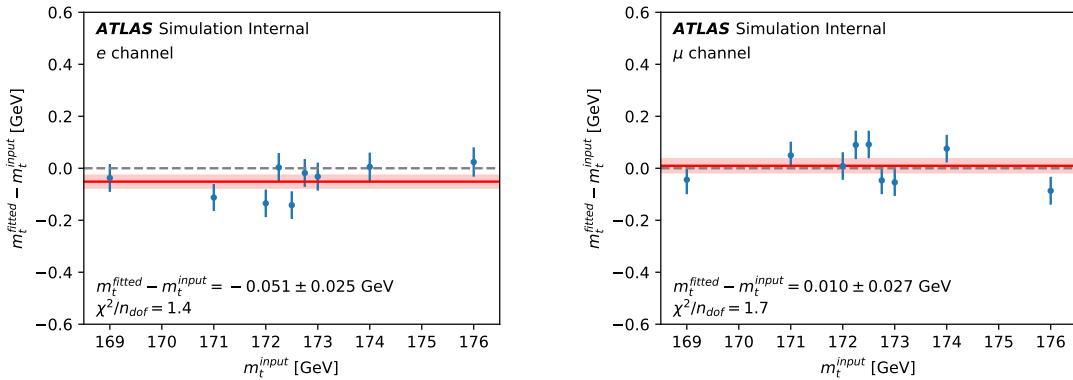 ATLAS Simulation Internal
e channel
m_t^{fitted} − m_t^{input} [GeV]
0.6
0.4
0.2
0.0
−0.2
−0.4
−0.6
m_t^{fitted} − m_t^{input} = − 0.051 ± 0.025 GeV
χ²/n_{dof} = 1.4
169 170 171 172 173 174 175 176
m_t^{input} [GeV]
ATLAS Simulation Internal
μ channel
m_t^{fitted} − m_t^{input} [GeV]
0.6
0.4
0.2
0.0
−0.2
−0.4
−0.6
m_t^{fitted} − m_t^{input} = 0.010 ± 0.027 GeV
χ²/n_{dof} = 1.7
169 170 171 172 173 174 175 176
m_t^{input} [GeV]